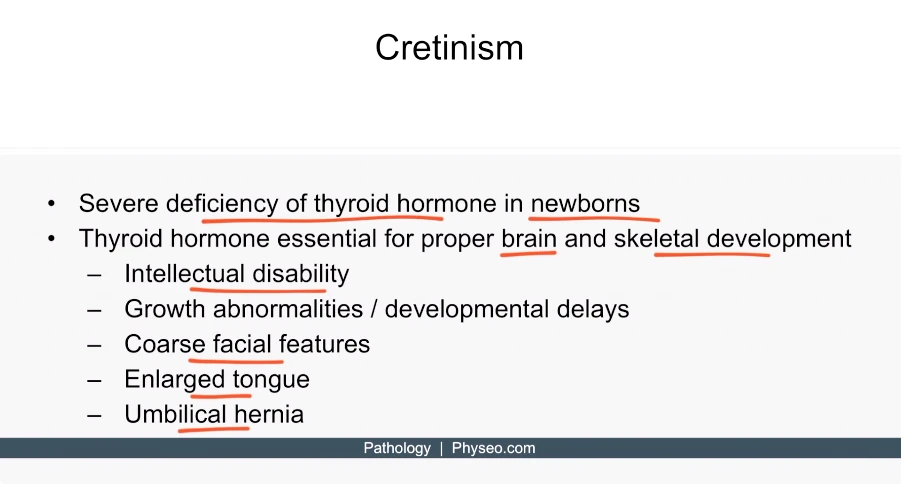 Cretinism
• Severe deficiency of thyroid hormone in newborns
• Thyroid hormone essential for proper brain and skeletal development
– Intellectual disability
– Growth abnormalities / developmental delays
– Coarse facial features
– Enlarged tongue
– Umbilical hernia
Pathology | Physeo.com